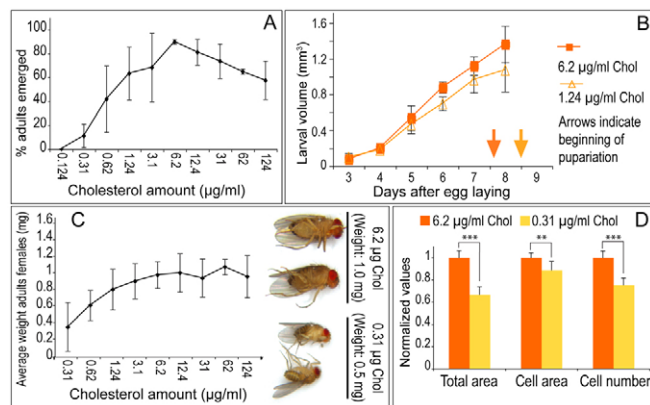 A
% adults emerged
100
80
60
40
20
0
0.124
0.31
0.62
1.24
3.1
6.2
12.4
31
62
124
Cholesterol amount (µg/ml)
B
Larval volume (mm³)
1.6
1.2
0.8
0.4
0
3 4 5 6 7 8 9
Days after egg laying
6.2 µg/ml Chol
1.24 µg/ml Chol
Arrows indicate
beginning of
pupariation
C
Average weight adults females (mg)
1.6
1.4
1.2
1.0
0.8
0.6
0.4
0.2
0
0.31
0.62
1.24
3.1
6.2
12.4
31
62
124
Cholesterol amount (µg/ml)
6.2 µg Chol
(Weight: 1.0 mg)
0.31 µg Chol
(Weight: 0.5 mg)
D
6.2 µg/ml Chol 0.31 µg/ml Chol
Normalized values
1.25
1
0.75
0.5
0.25
0
*** ** ***
Total area Cell area Cell number